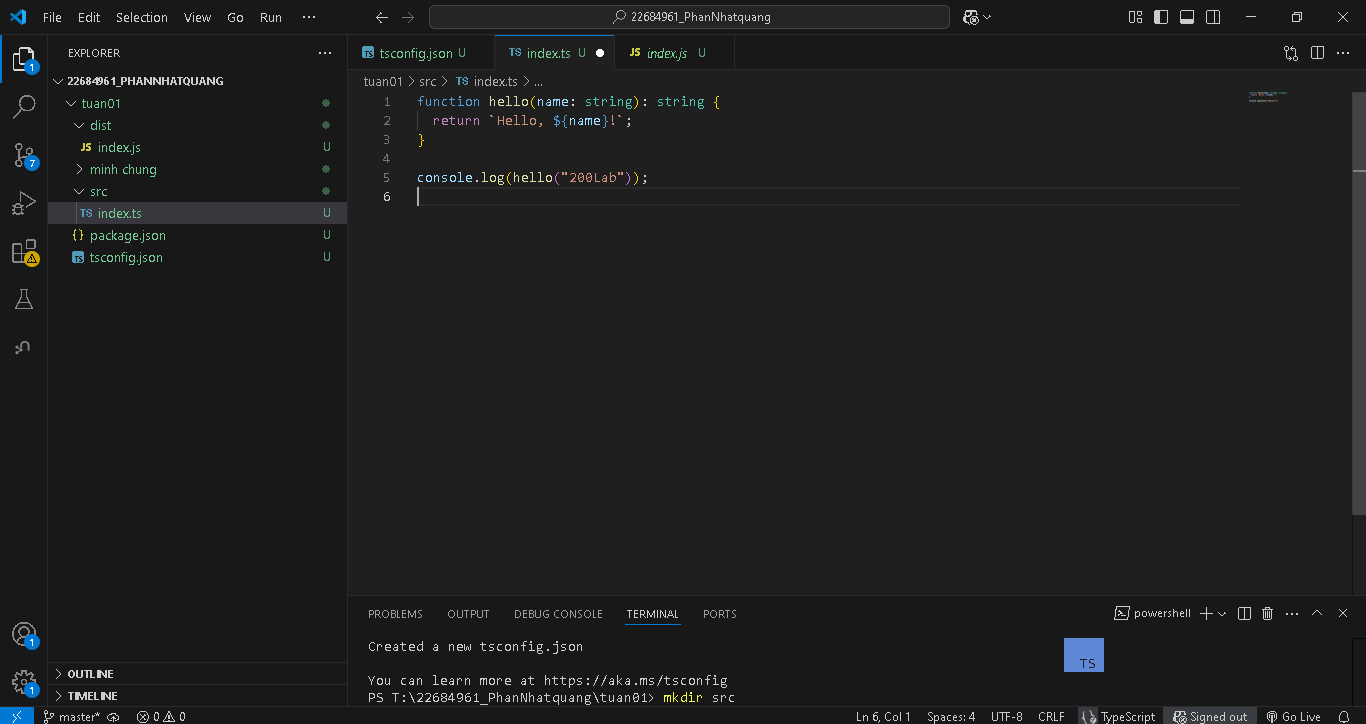 File Edit Selection View Go Run ··· 22684961_PhanNhatquang
EXPLORER ···
22684961_PHANNHATQUANG
tuan01
dist
JS index.js U
minh chung
src
TS index.ts U
{} package.json U
TS tsconfig.json U
OUTLINE
TIMELINE
1
7
1
1
TS tsconfig.json U TS index.ts U JS index.js U
tuan01 > src > TS index.ts > ...
1 function hello(name: string): string {
2 return `Hello, ${name}!`;
3 }
4
5 console.log(hello("200Lab"));
6
PROBLEMS OUTPUT DEBUG CONSOLE TERMINAL PORTS powershell
Created a new tsconfig.json
TS
You can learn more at https://aka.ms/tsconfig
PS T:\22684961_PhanNhatquang\tuan01> mkdir src
master* 0 0 Ln 6, Col 1 Spaces: 4 UTF-8 CRLF {} TypeScript Signed out Go Live